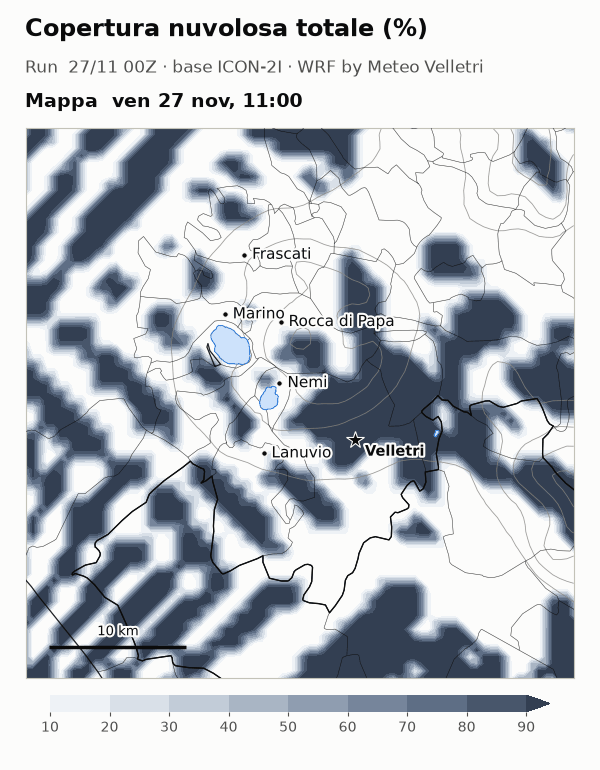 Copertura nuvolosa totale (%)
Run  27/11 00Z · base ICON-2I · WRF by Meteo Velletri
Mappa  ven 27 nov, 11:00
Frascati
Marino
Rocca di Papa
Nemi
Velletri
Lanuvio
10 km
10 20 30 40 50 60 70 80 90